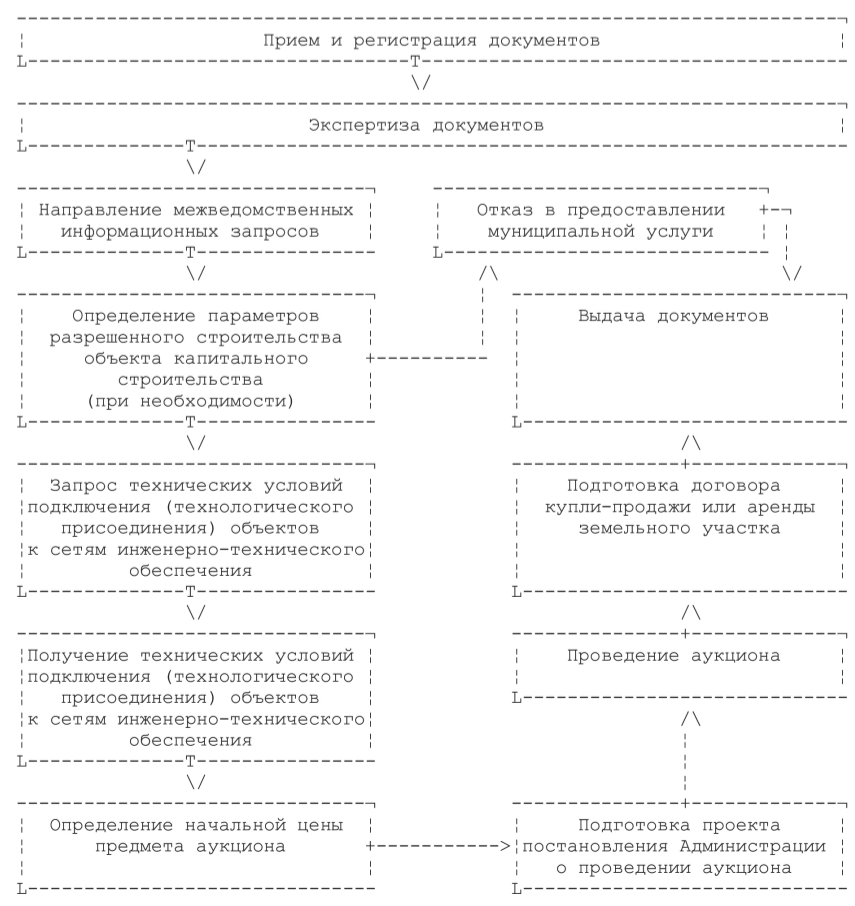 Прием и регистрация документов
Экспертиза документов
Направление межведомственных
информационных запросов
Отказ в предоставлении
муниципальной услуги
Определение параметров
разрешенного строительства
объекта капитального
строительства
(при необходимости)
Выдача документов
Запрос технических условий
подключения (технологического
присоединения) объектов
к сетям инженерно-технического
обеспечения
Подготовка договора
купли-продажи или аренды
земельного участка
Получение технических условий
подключения (технологического
присоединения) объектов
к сетям инженерно-технического
обеспечения
Проведение аукциона
Определение начальной цены
предмета аукциона
Подготовка проекта
постановления Администрации
о проведении аукциона